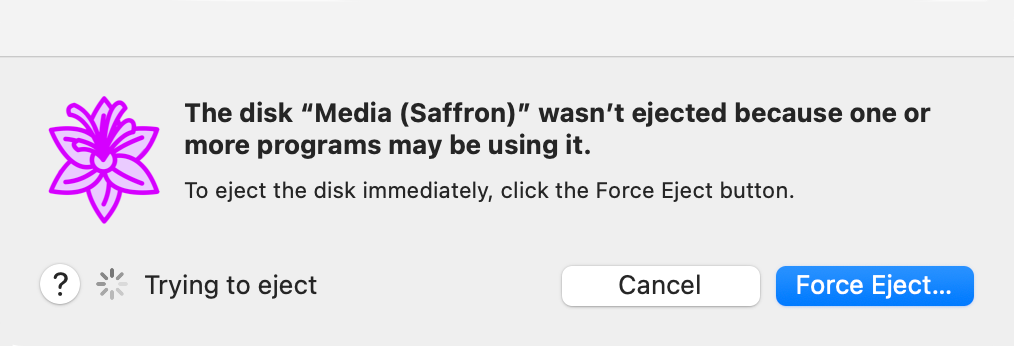 The disk “Media (Saffron)” wasn’t ejected because one or
more programs may be using it.
To eject the disk immediately, click the Force Eject button.
? Trying to eject Cancel Force Eject…